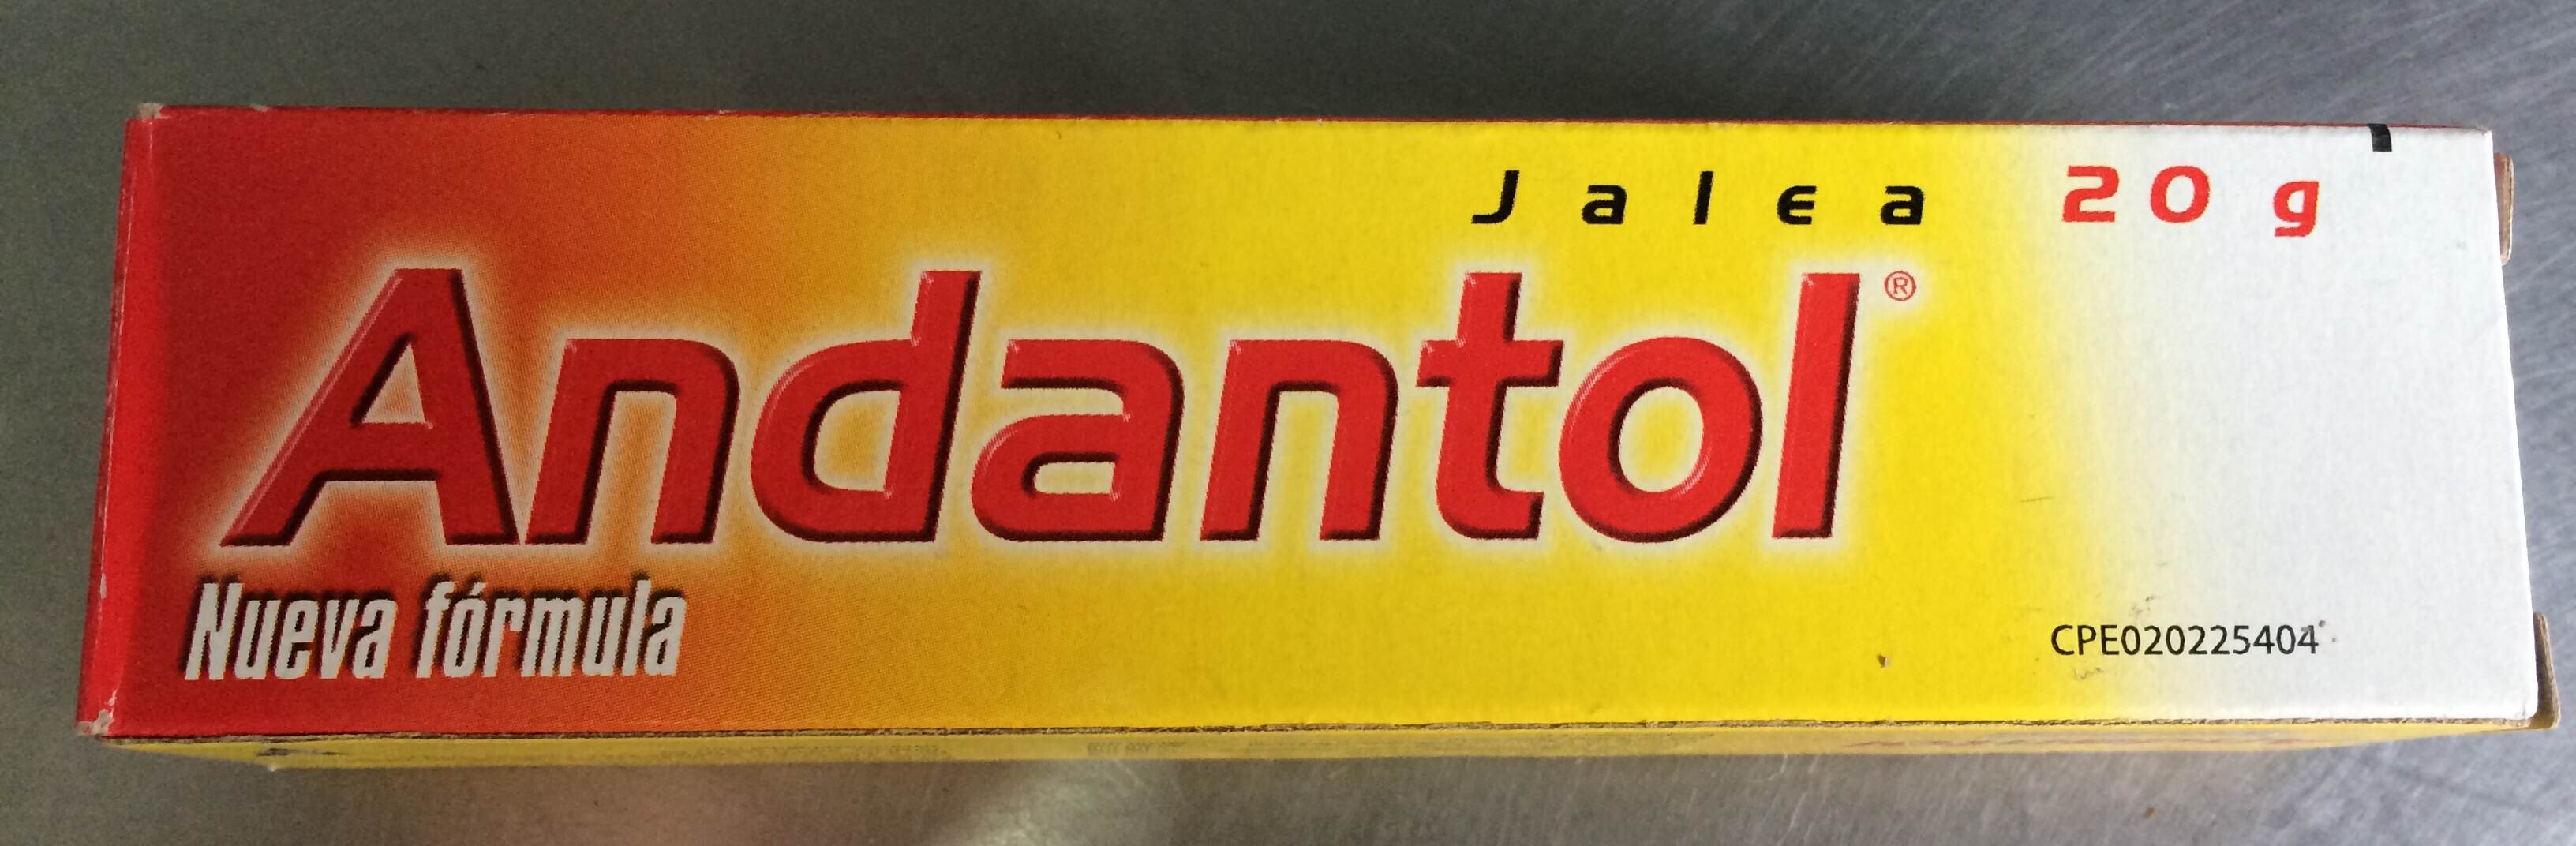 Jalea 20 g
Andantol®
Nueva fórmula
CPE020225404